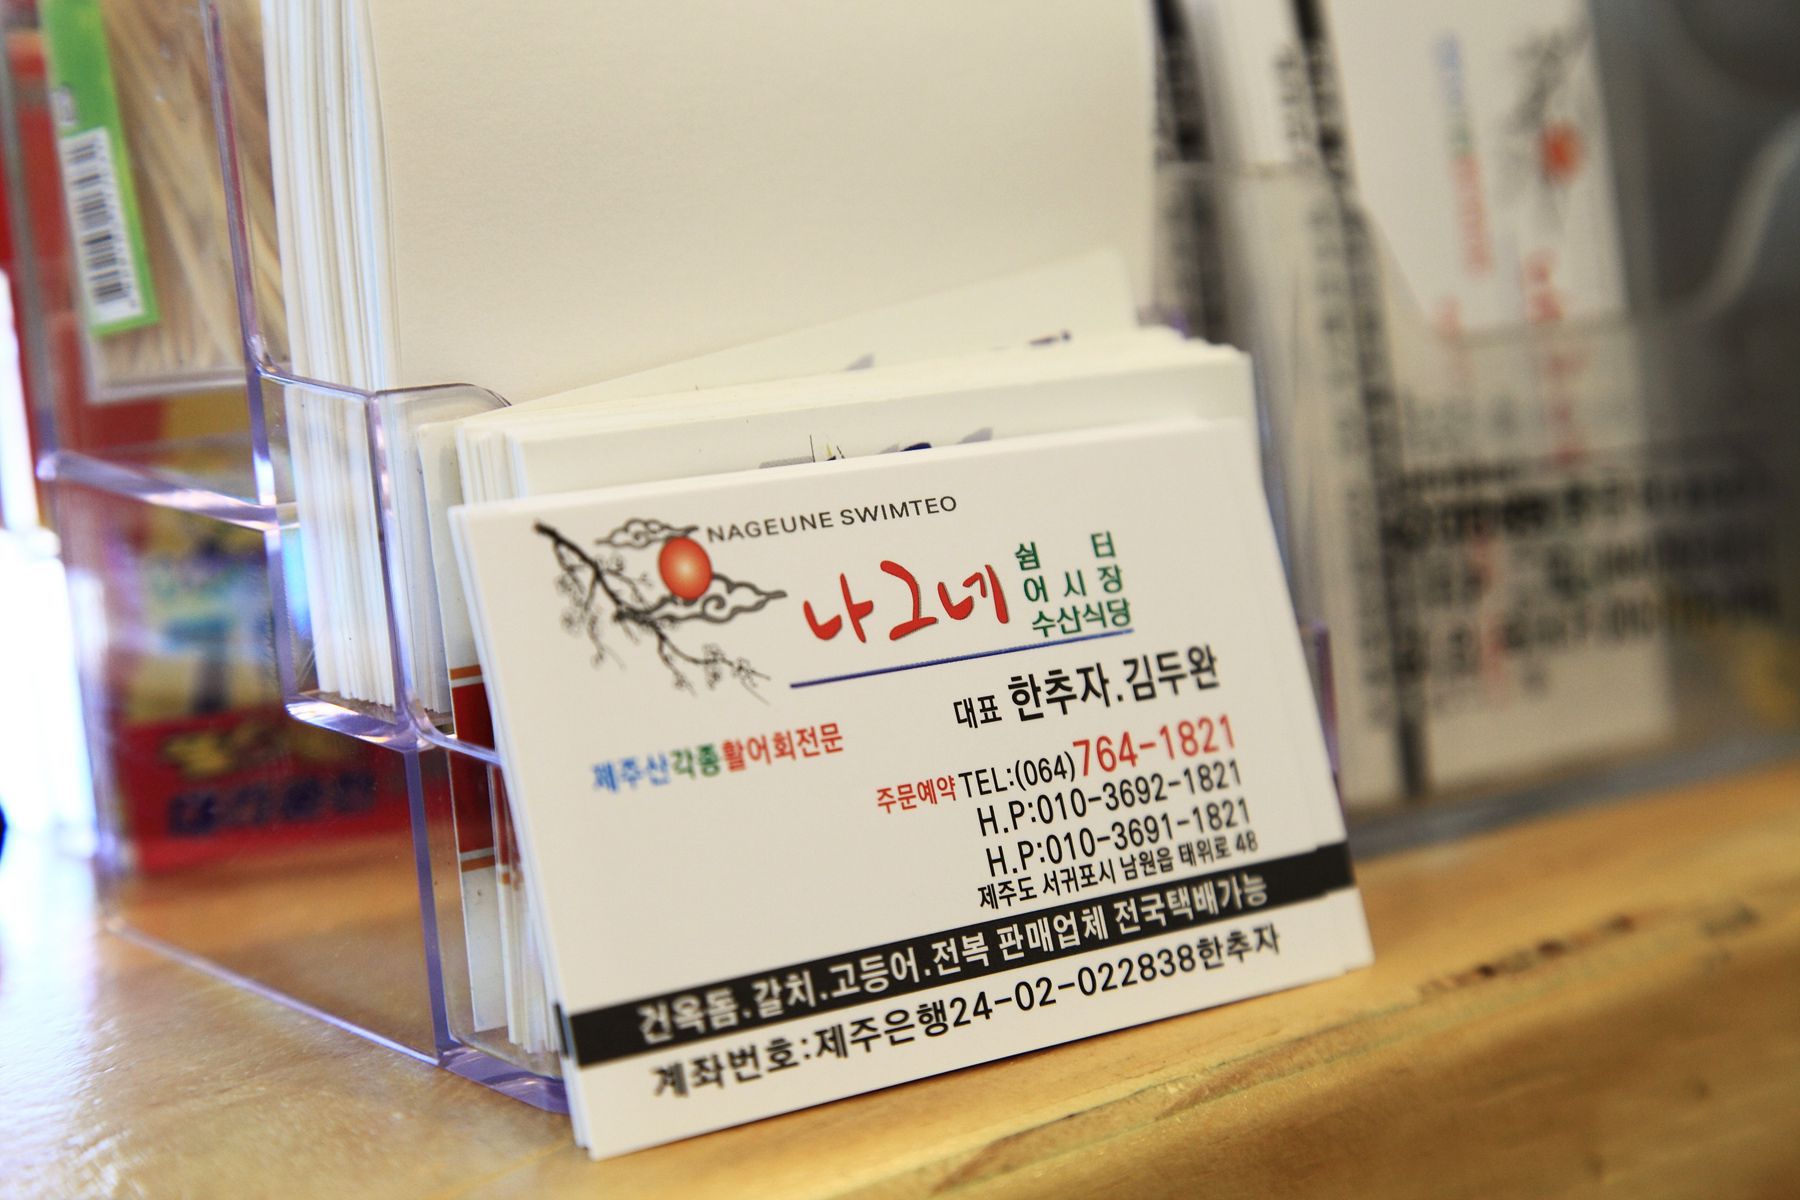 NAGEUNE SWIMTEO
나그네 쉼 터
어 시 장
수산식당
대표 한추자.김두완
제주산각종활어회전문
주문예약 TEL:(064)764-1821
H.P:010-3692-1821
H.P:010-3691-1821
제주도 서귀포시 남원읍 태위로 48
건옥돔.갈치.고등어.전복 판매업체 전국택배가능
계좌번호:제주은행24-02-022838한추자